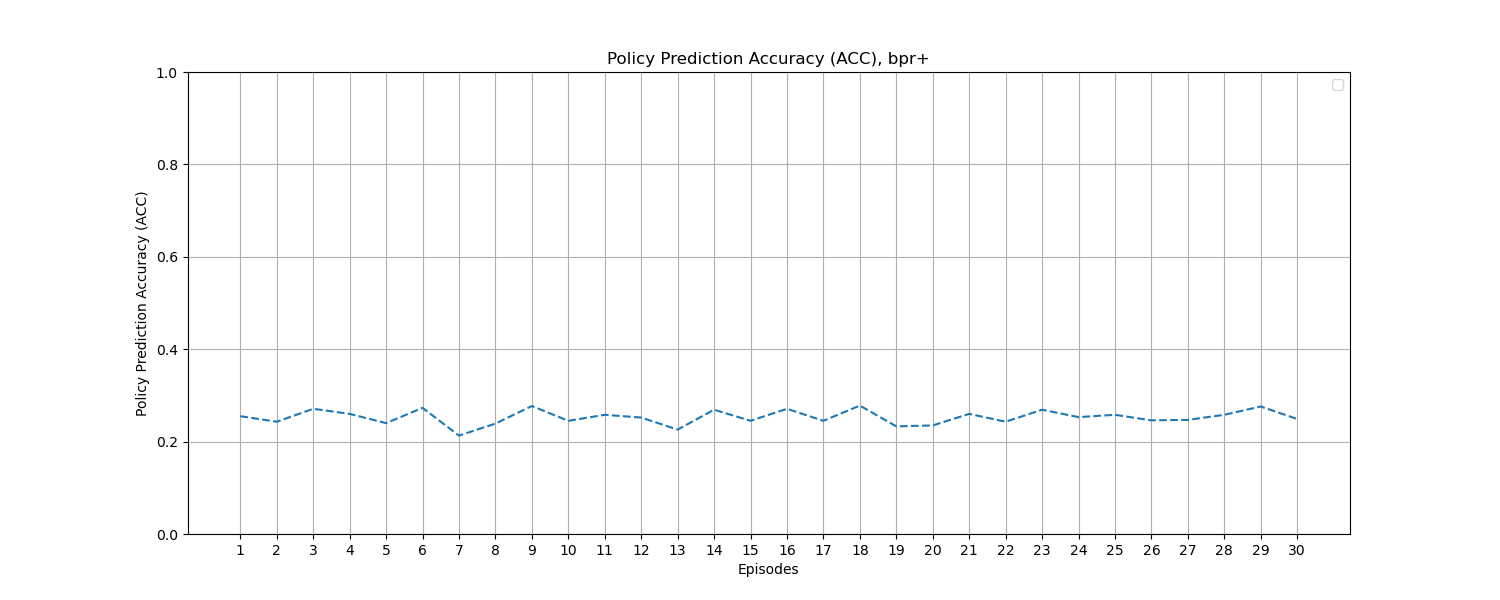 Policy Prediction Accuracy (ACC), bpr+
Policy Prediction Accuracy (ACC)
1.0
0.8
0.6
0.4
0.2
0.0
1 2 3 4 5 6 7 8 9 10 11 12 13 14 15 16 17 18 19 20 21 22 23 24 25 26 27 28 29 30
Episodes